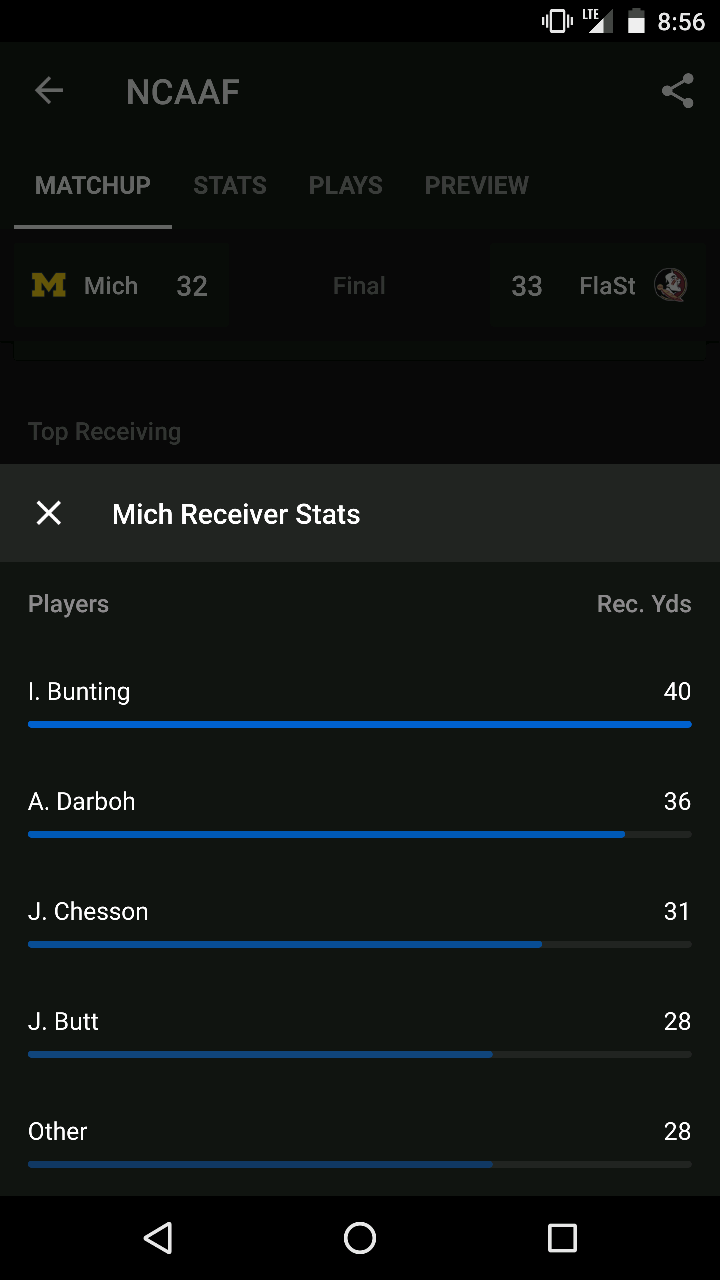 LTE 8:56
NCAAF
MATCHUP STATS PLAYS PREVIEW
M Mich 32 Final 33 FlaSt
Top Receiving
Mich Receiver Stats
Players Rec. Yds
I. Bunting 40
A. Darboh 36
J. Chesson 31
J. Butt 28
Other 28